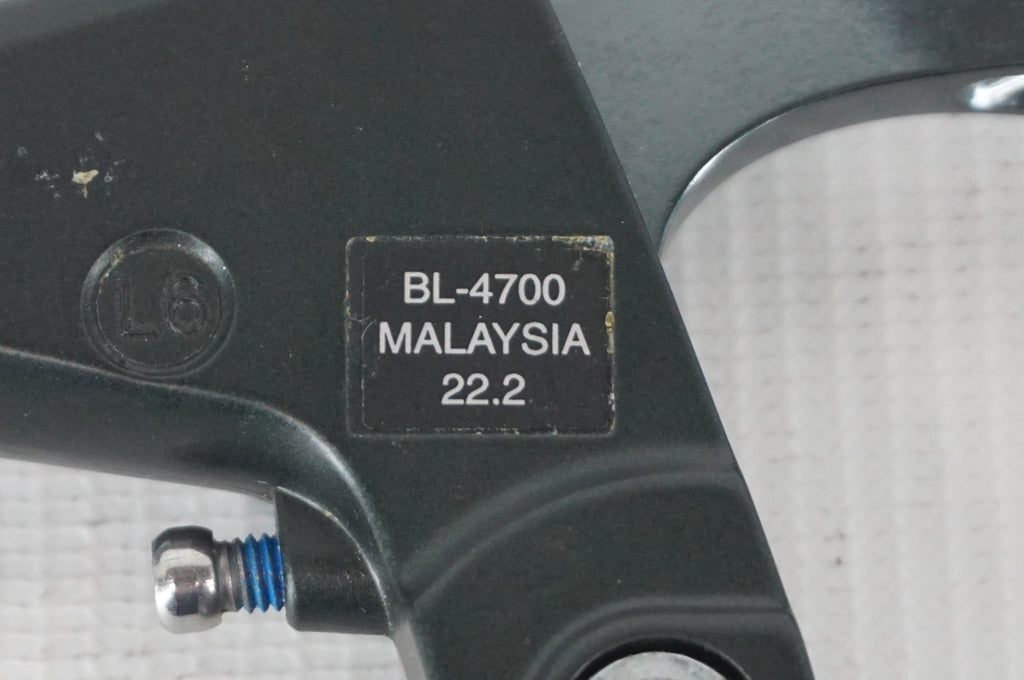 L6
BL-4700
MALAYSIA
22.2